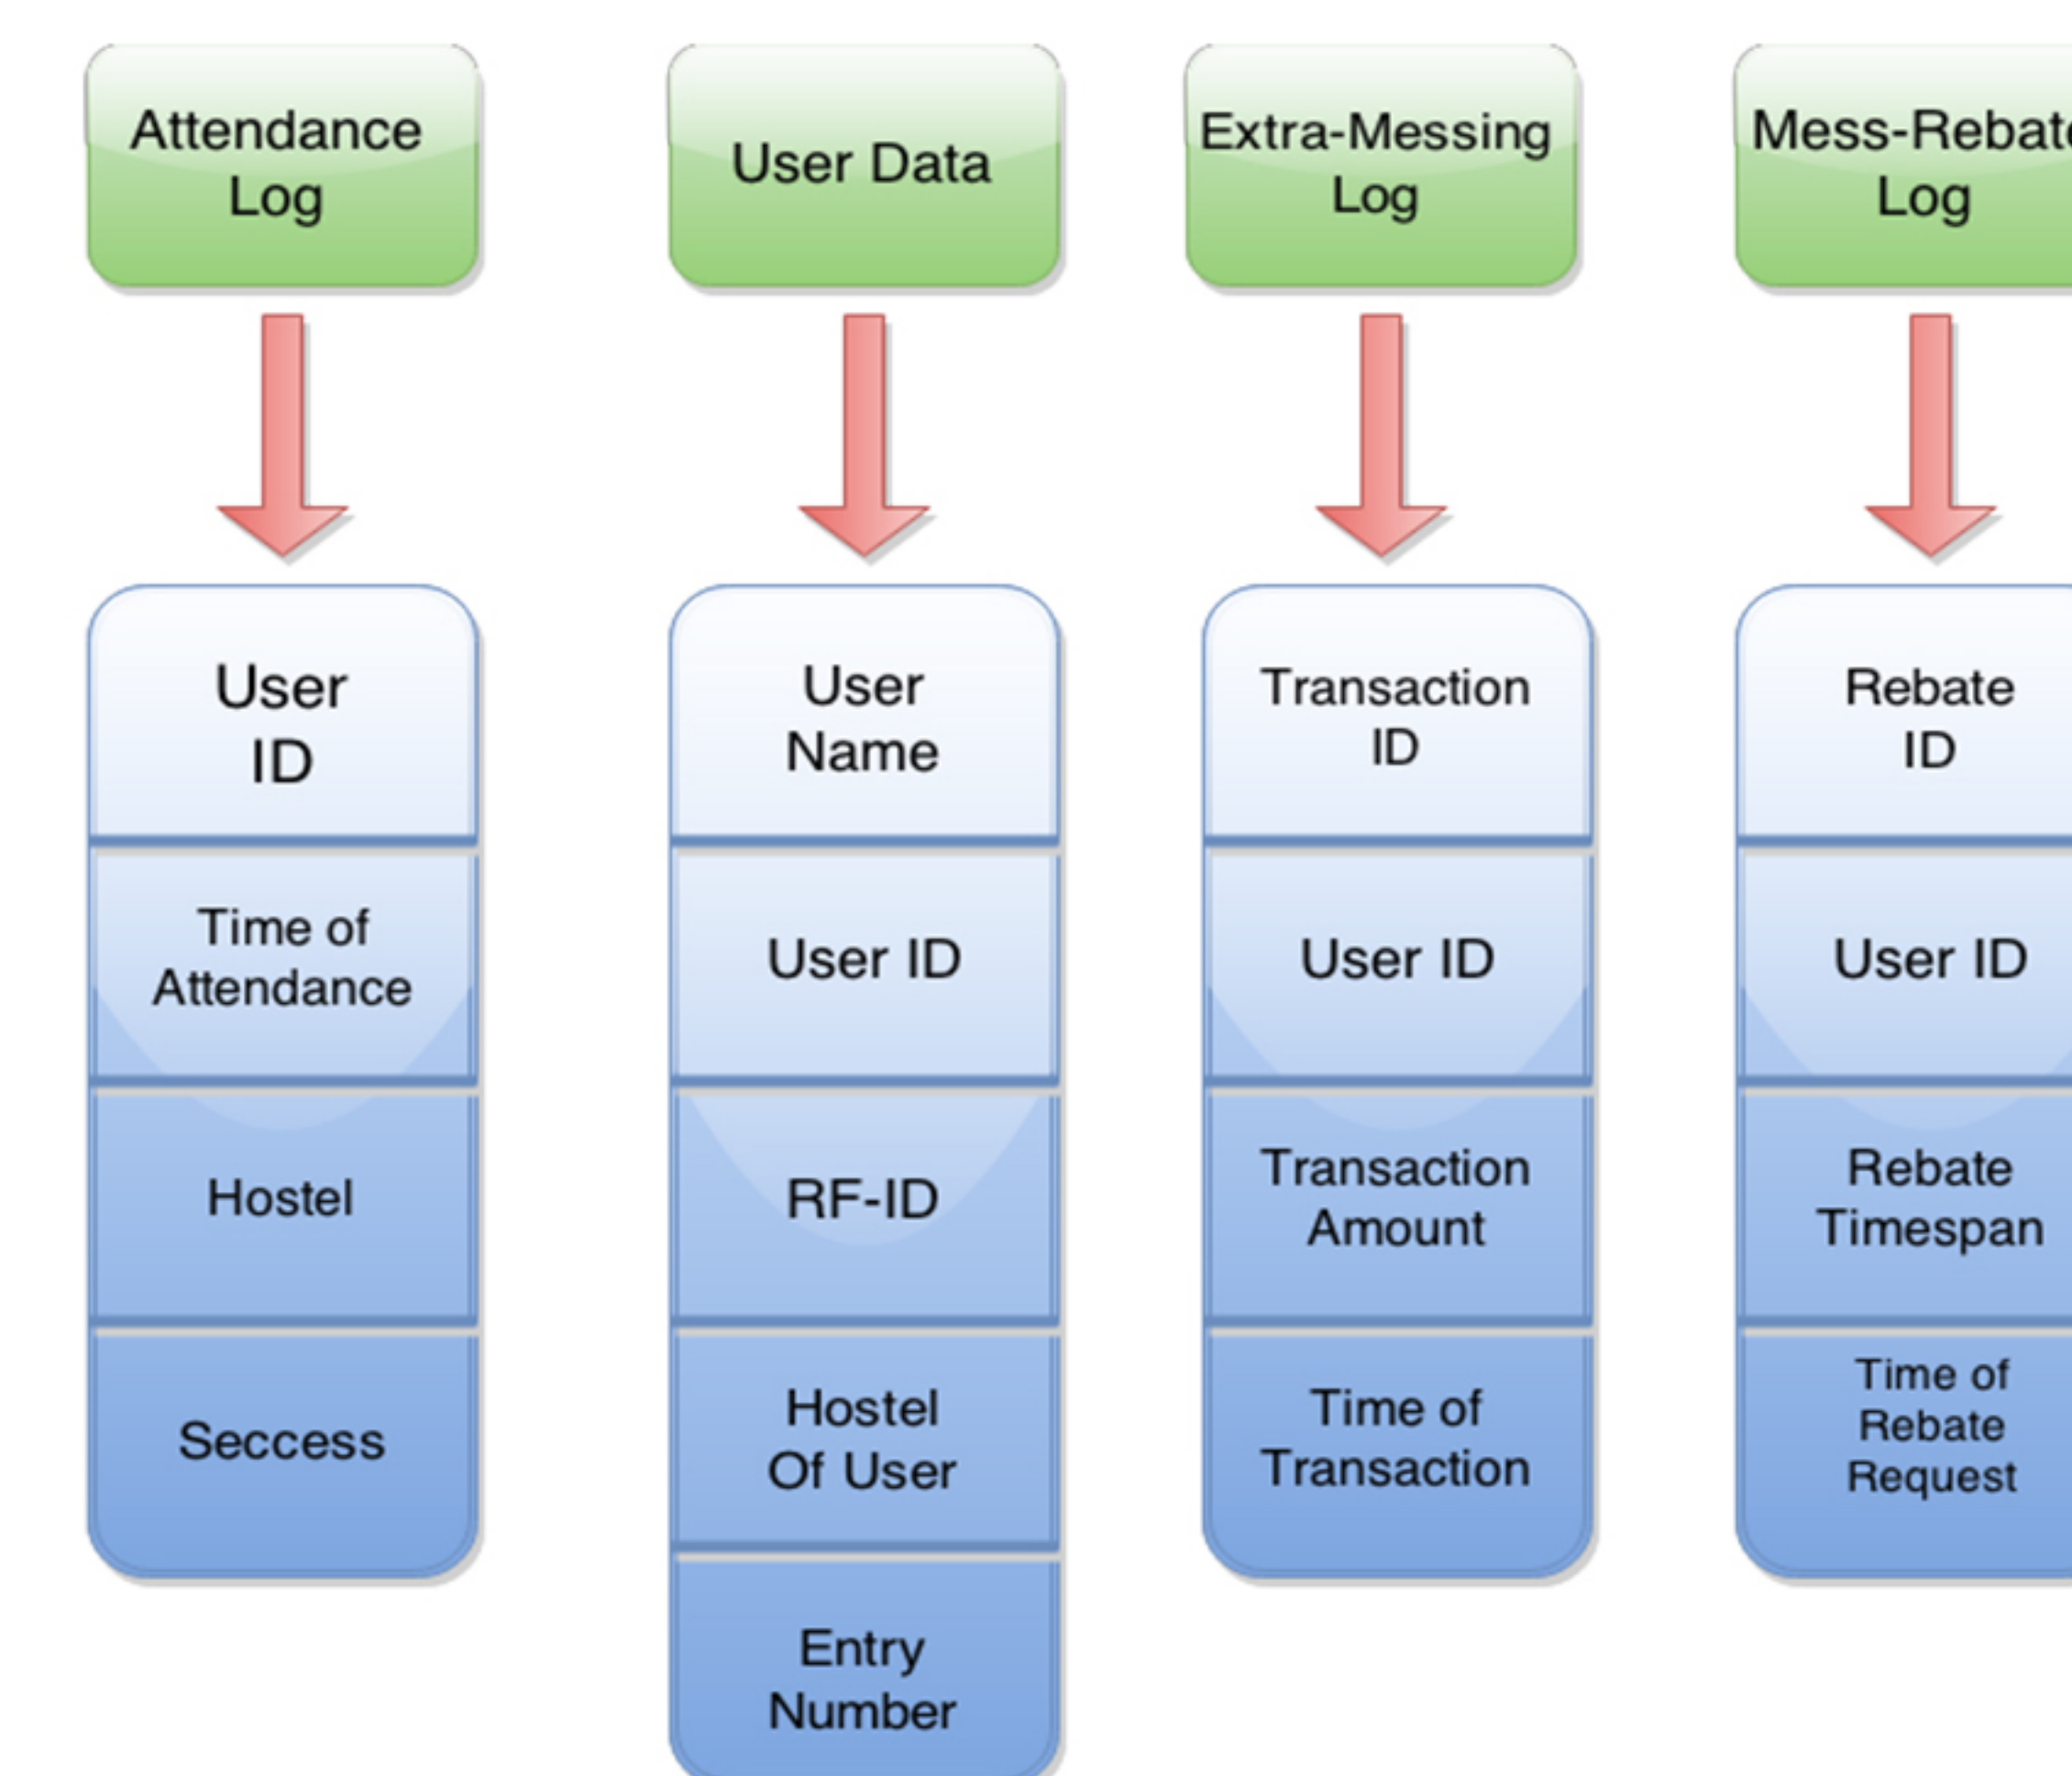 Attendance
Log
User Data
Extra-Messing
Log
Mess-Rebate
Log
User
ID
Time of
Attendance
Hostel
Seccess
User
Name
User ID
RF-ID
Hostel
Of User
Entry
Number
Transaction
ID
User ID
Transaction
Amount
Time of
Transaction
Rebate
ID
User ID
Rebate
Timespan
Time of
Rebate
Request